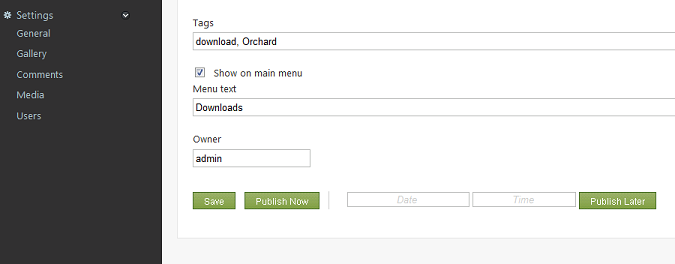 Settings
General
Gallery
Comments
Media
Users
Tags
download, Orchard
Show on main menu
Menu text
Downloads
Owner
admin
Save Publish Now Date Time Publish Later